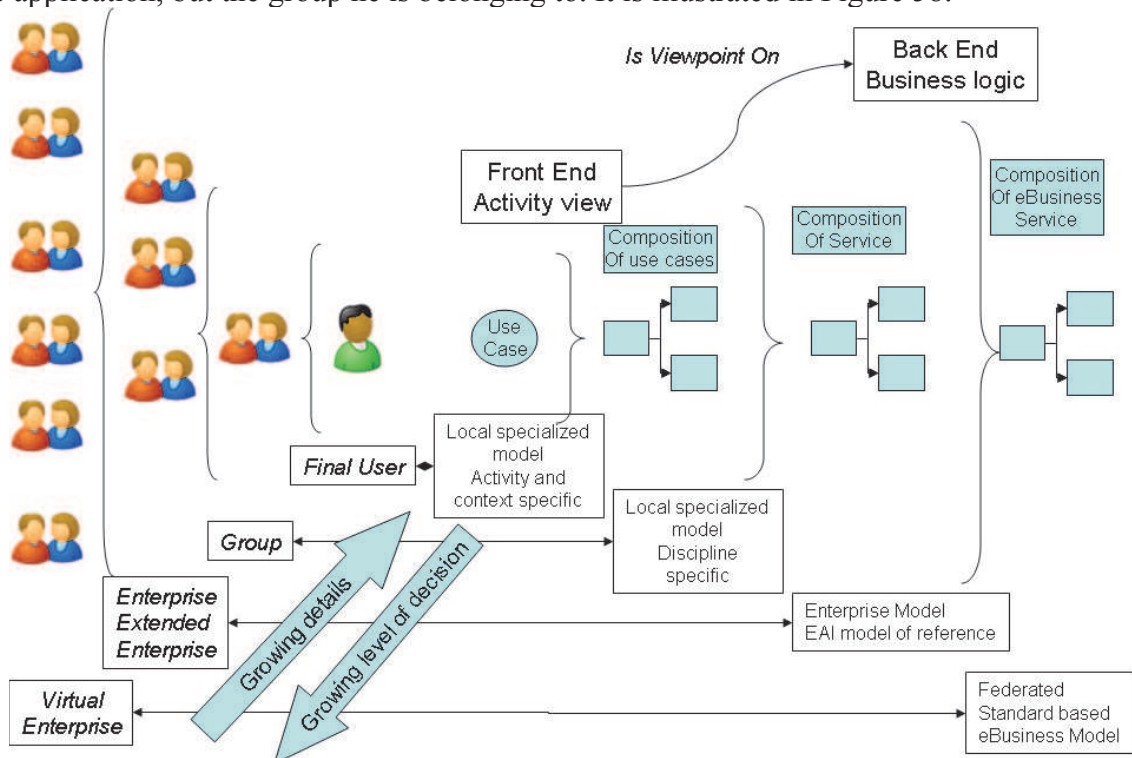 application, but the group he is belonging to. It is illustrated in Figure
Is Viewpoint On
Back End
Business logic
Front End
Activity view
Composition
Of eBusiness
Service
Composition
Of Service
Composition
Of use cases
Use
Case
Local specialized
model
Activity and
context specific
Final User
Local specialized
model
Discipline
specific
Group
Growing details
Growing level of decision
Enterprise
Extended
Enterprise
Enterprise Model
EAI model of reference
Virtual
Enterprise
Federated
Standard based
eBusiness Model